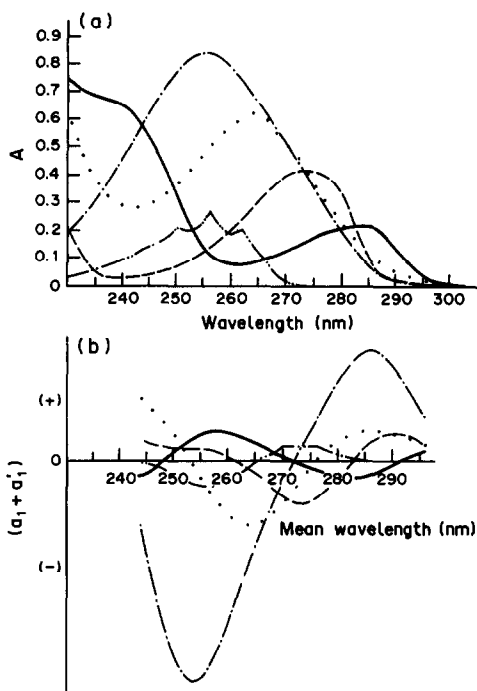 (a)
0.9
0.8
0.7
0.6
0.5
0.4
0.3
0.2
0.1
0
A
240 250 260 270 280 290 300
Wavelength (nm)
(b)
(+)
0
(-)
(a₁ + a'₁)
240 250 260 270 280 290
Mean wavelength (nm)